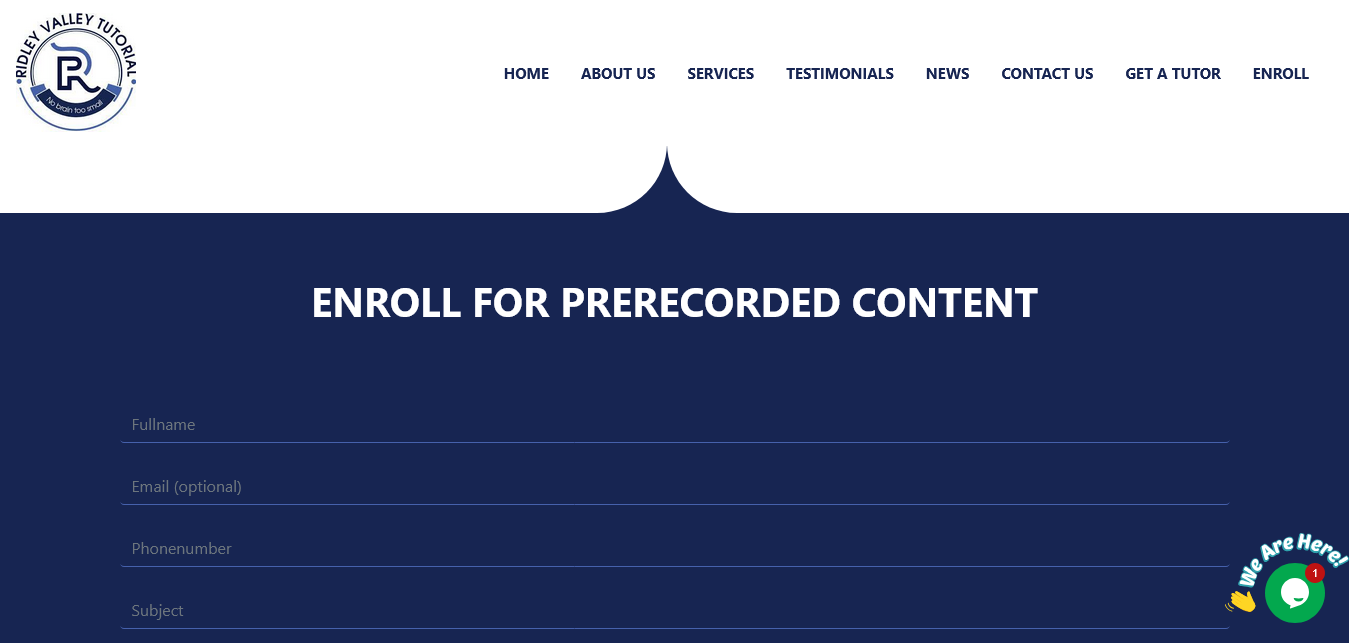 RIDLEY VALLEY TUTORIAL
R
No brain too small
HOME ABOUT US SERVICES TESTIMONIALS NEWS CONTACT US GET A TUTOR ENROLL
ENROLL FOR PRERECORDED CONTENT
Fullname
Email (optional)
Phonenumber
Subject
We Are Here!
1